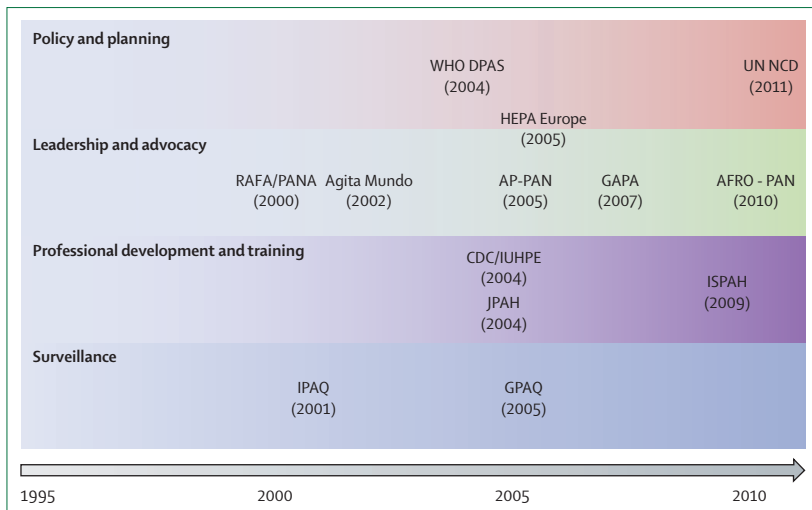 Policy and planning
WHO DPAS
(2004)
UN NCD
(2011)
HEPA Europe
(2005)
Leadership and advocacy
RAFA/PANA
(2000)
Agita Mundo
(2002)
AP-PAN
(2005)
GAPA
(2007)
AFRO - PAN
(2010)
Professional development and training
CDC/IUHPE
(2004)
JPAH
(2004)
ISPAH
(2009)
Surveillance
IPAQ
(2001)
GPAQ
(2005)
1995 2000 2005 2010